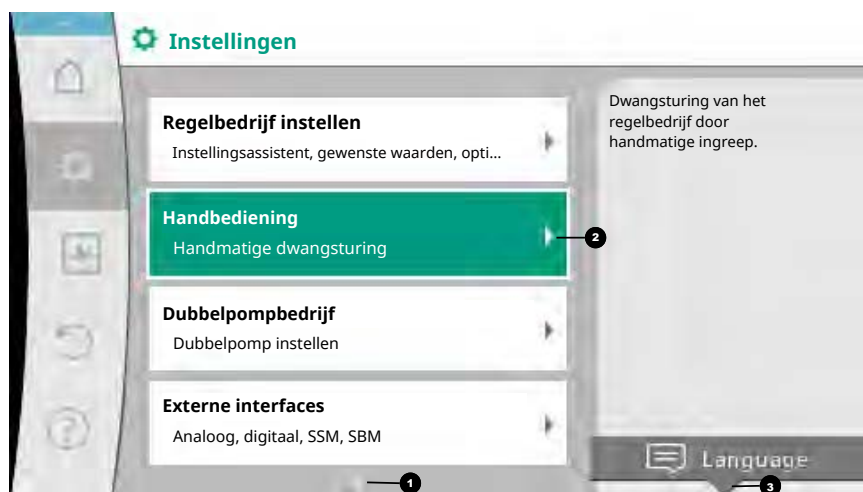 Instellingen
Regelbedrijf instellen
Instellingsassistent, gewenste waarden, opti...
Handbediening
Handmatige dwangsturing
2
Dubbelpompbedrijf
Dubbelpomp instellen
Externe interfaces
Analoog, digitaal, SSM, SBM
1
Dwangsturing van het
regelbedrijf door
handmatige ingreep.
Language
3